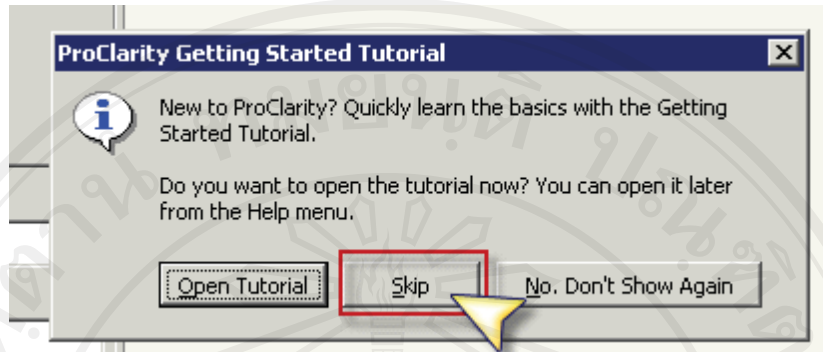 ProClarity Getting Started Tutorial
New to ProClarity? Quickly learn the basics with the Getting
Started Tutorial.
Do you want to open the tutorial now? You can open it later
from the Help menu.
Open Tutorial Skip No. Don't Show Again